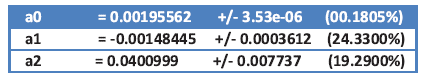 a0 = 0.00195562 +/- 3.53e-06 (00.1805%)
a1 = -0.00148445 +/- 0.0003612 (24.3300%)
a2 = 0.0400999 +/- 0.007737 (19.2900%)